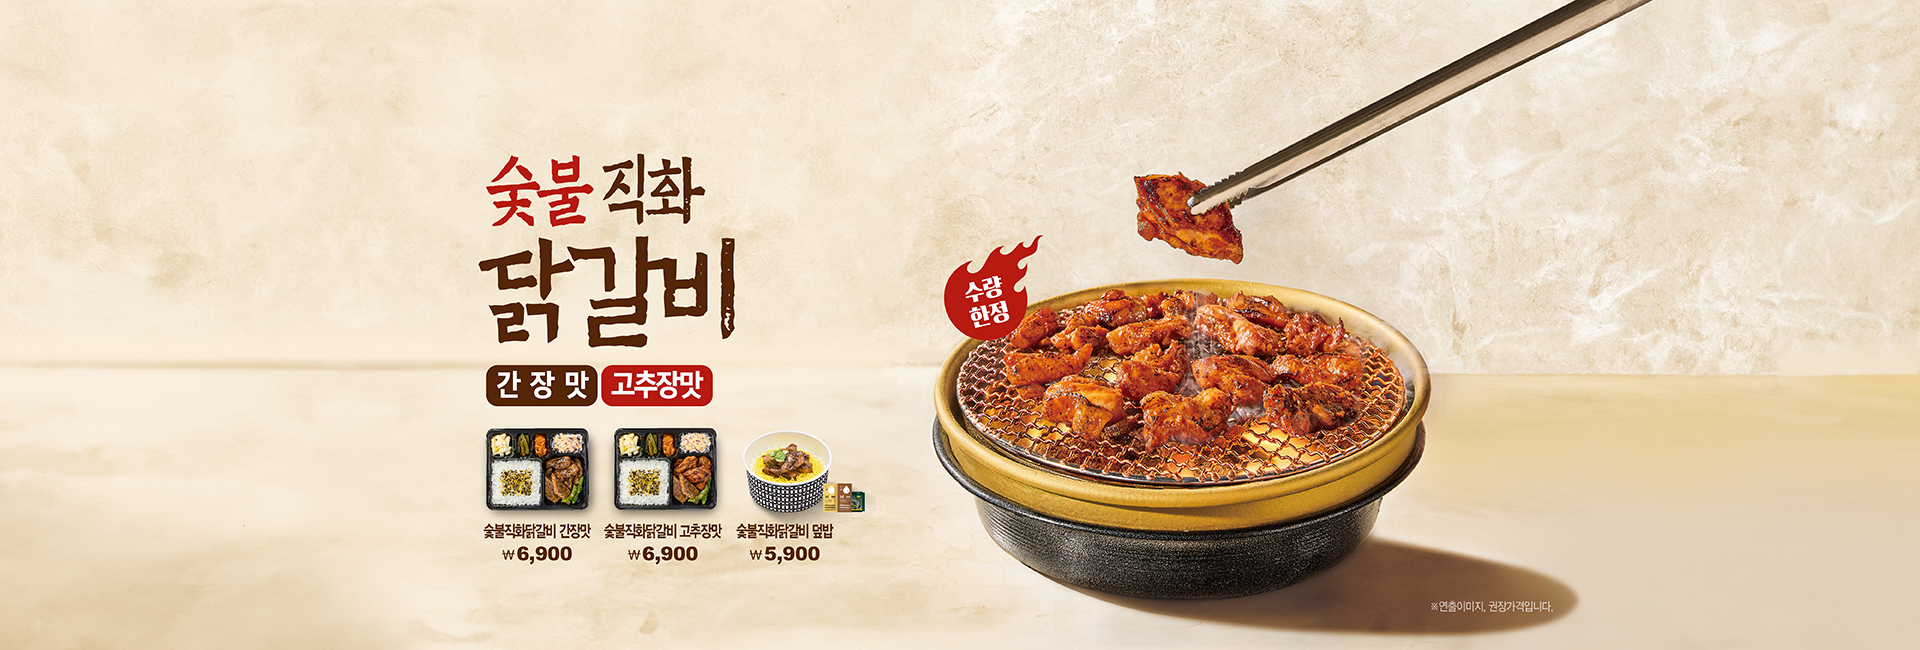 숯불 직화
닭갈비
간장맛 고추장맛
숯불직화닭갈비 간장맛
₩6,900
숯불직화닭갈비 고추장맛
₩6,900
숯불직화닭갈비 덮밥
₩5,900
수량
한정
※연출이미지, 권장가격입니다.